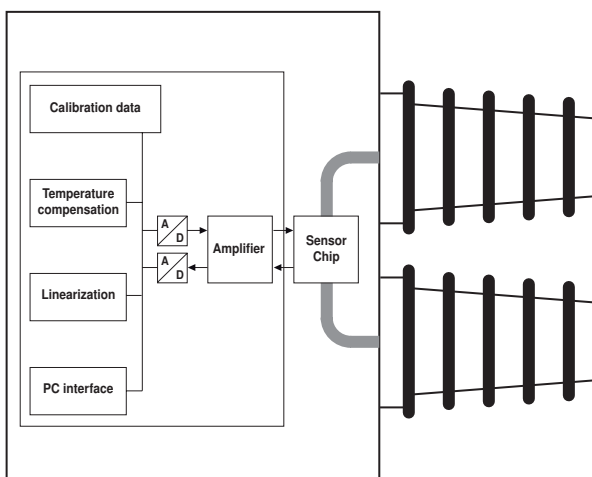 Calibration data
Temperature
compensation
A
D
Amplifier
Sensor
Chip
A
D
Linearization
PC interface